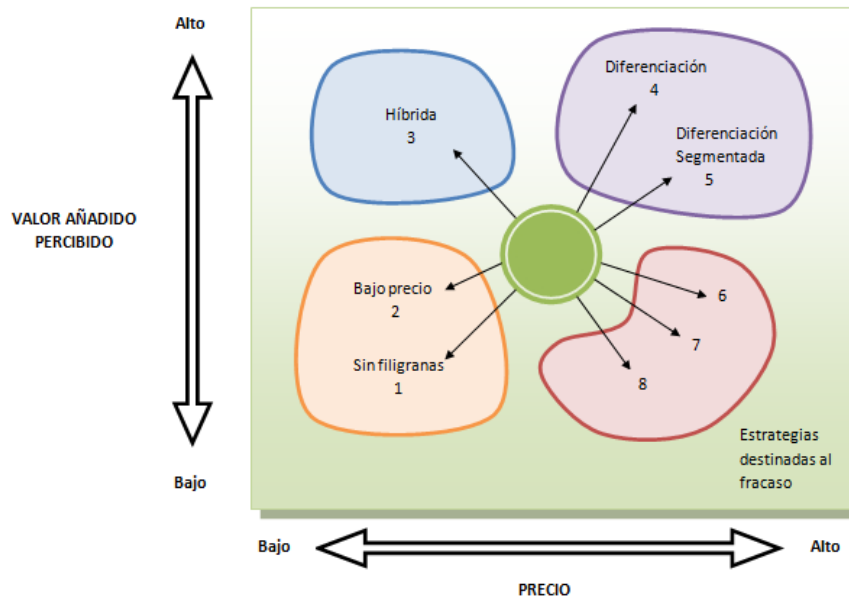 Alto
VALOR AÑADIDO
PERCIBIDO
Bajo
Híbrida
3
Diferenciación
4
Diferenciación
Segmentada
5
Bajo precio
2
Sin filigranas
1
6
7
8
Estrategias
destinadas al
fracaso
Bajo
Alto
PRECIO